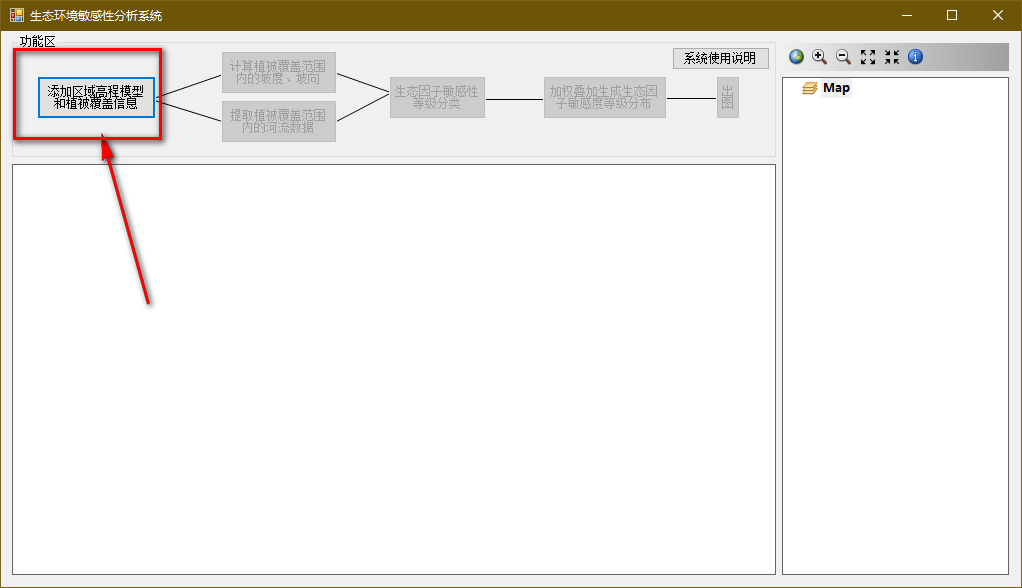 生态环境敏感性分析系统
功能区
添加区域高程模型
和植被覆盖信息
计算植被覆盖范围
内的坡度、坡向
提取植被覆盖范围
内的河流数据
生态因子敏感性
等级分类
加权叠加生成生态因
子敏感度等级分布
出
图
系统使用说明
Map